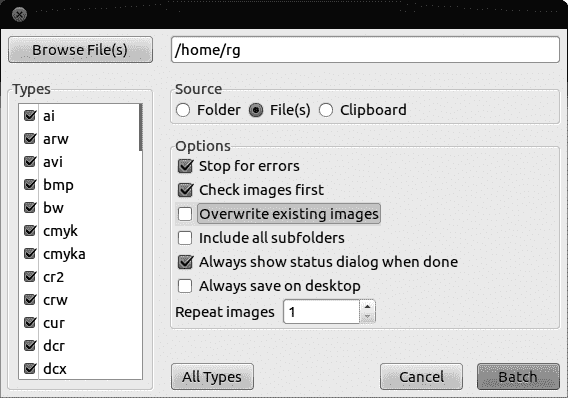 Browse File(s)
/home/rg
Types
ai
arw
avi
bmp
bw
cmyk
cmyka
cr2
crw
cur
dcr
dcx
Source
Folder File(s) Clipboard
Options
Stop for errors
Check images first
Overwrite existing images
Include all subfolders
Always show status dialog when done
Always save on desktop
Repeat images 1
All Types
Cancel
Batch